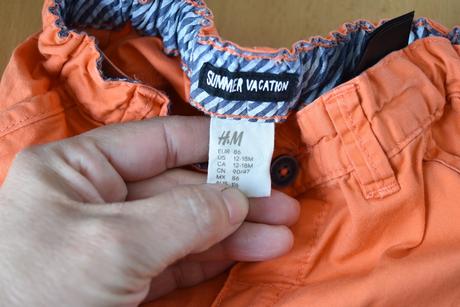 SUMMER VACATION
H&M
EUR 86
US 12-18M
CA 12-18M
CN 90/47
MX 86